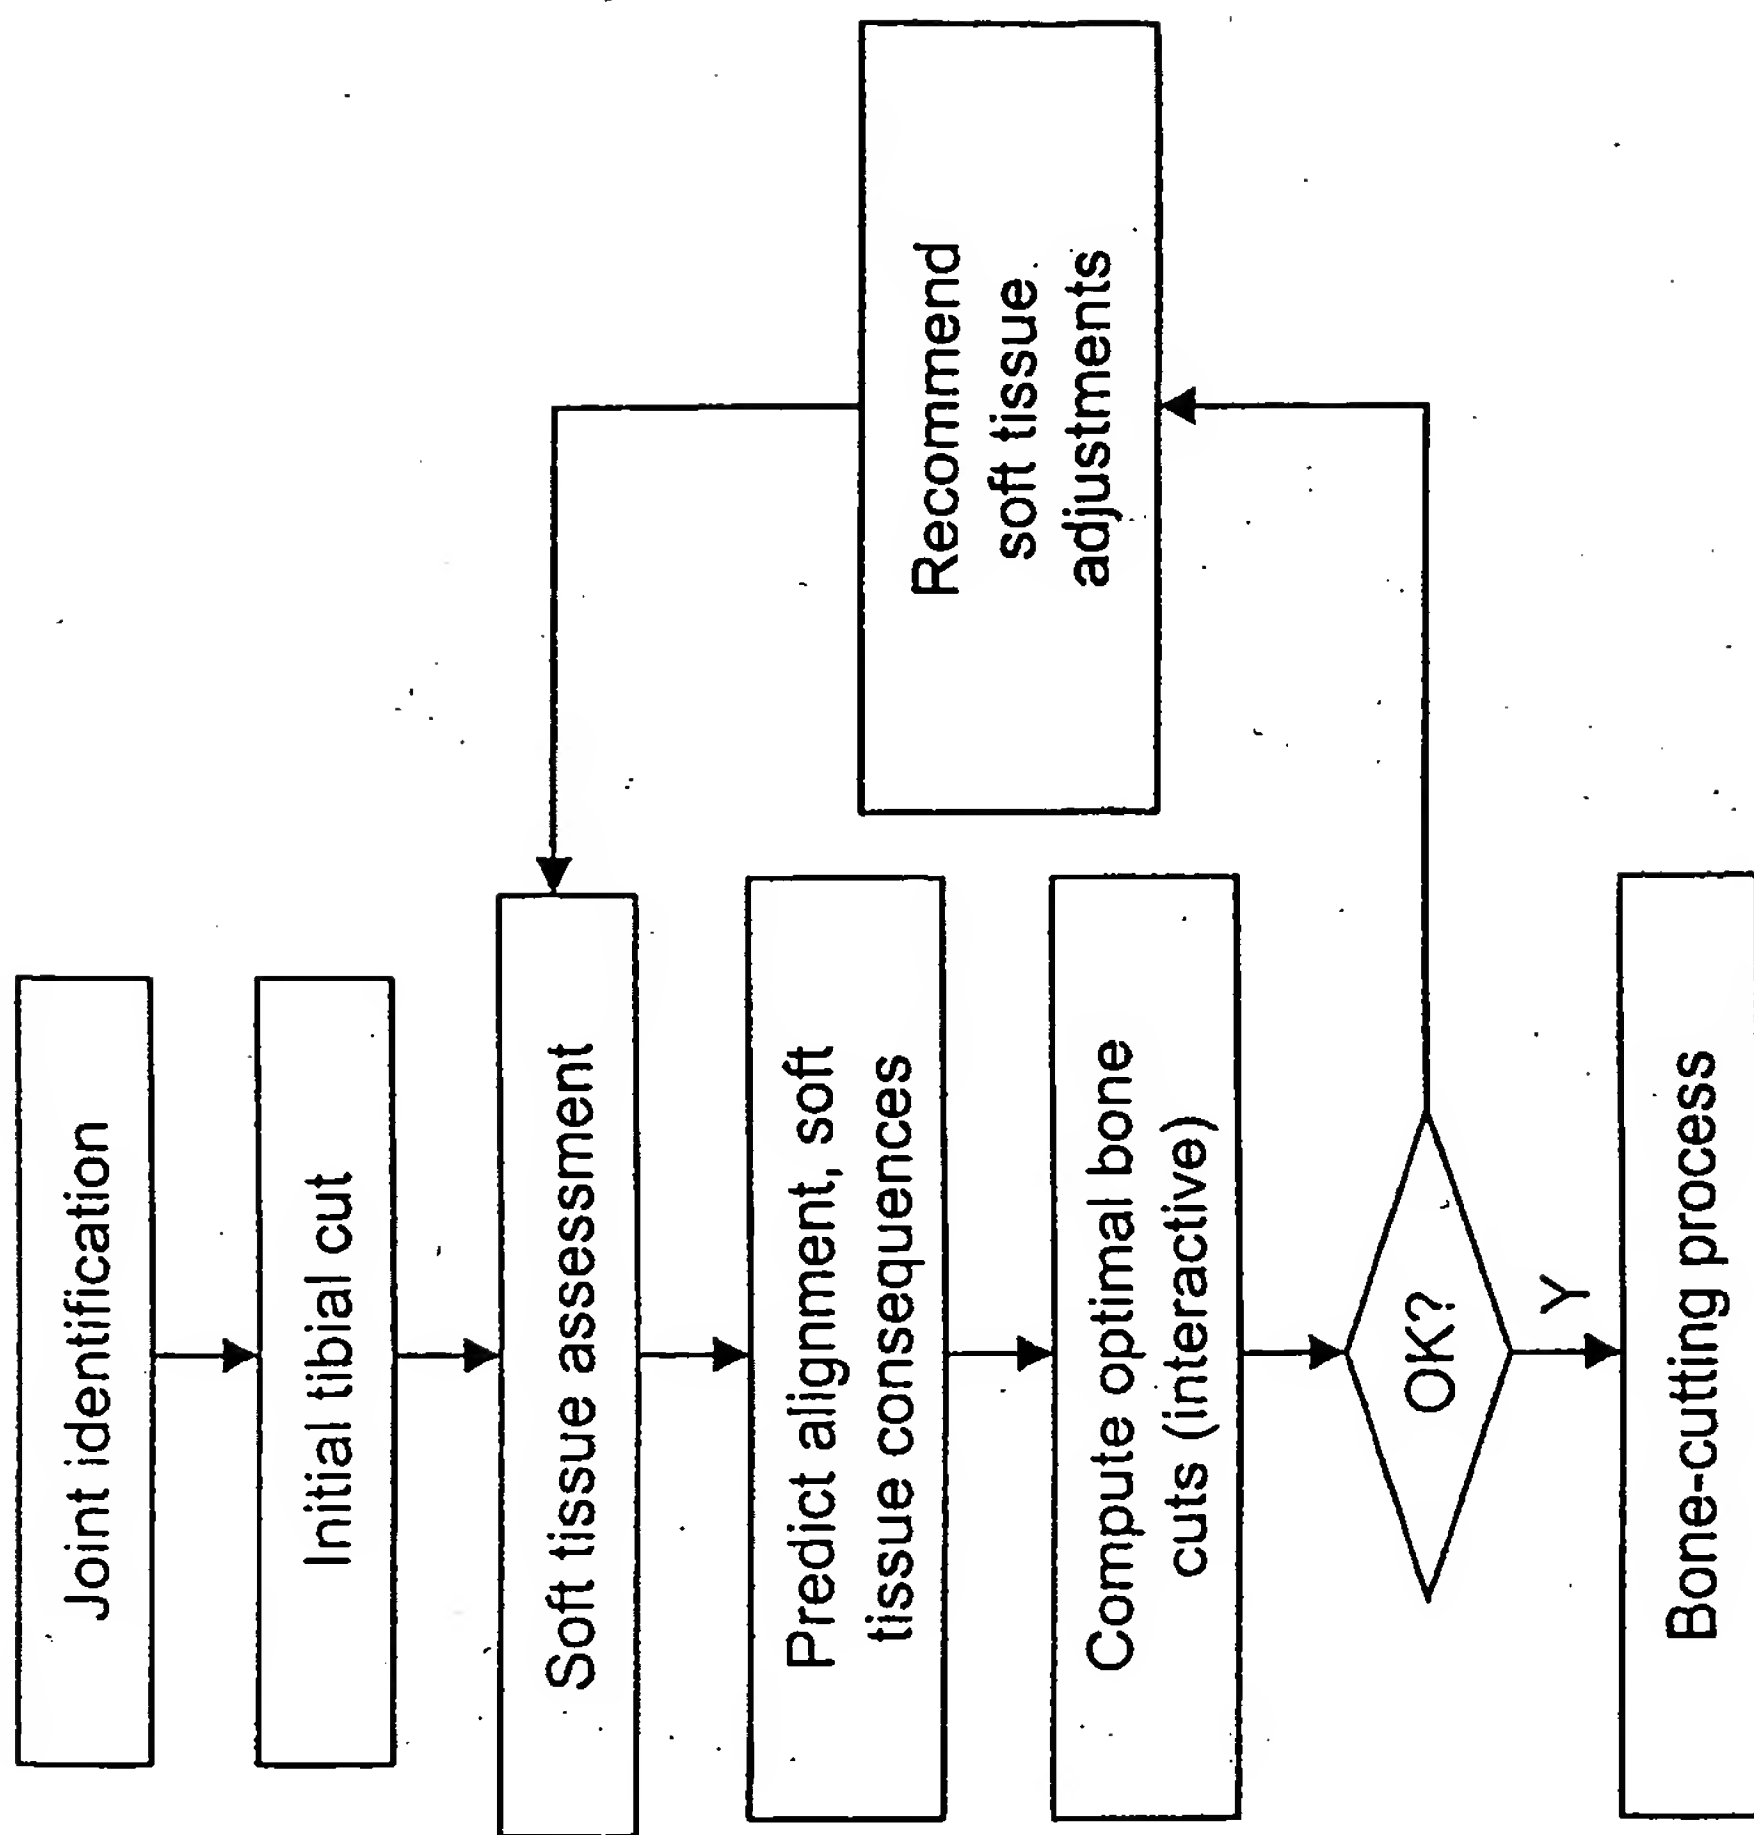 Joint identification
Initial tibial cut
Soft tissue assessment
Predict alignment, soft
tissue consequences
Compute optimal bone
cuts (interactive)
OK?
Y
Bone-cutting process
Recommend
soft tissue
adjustments